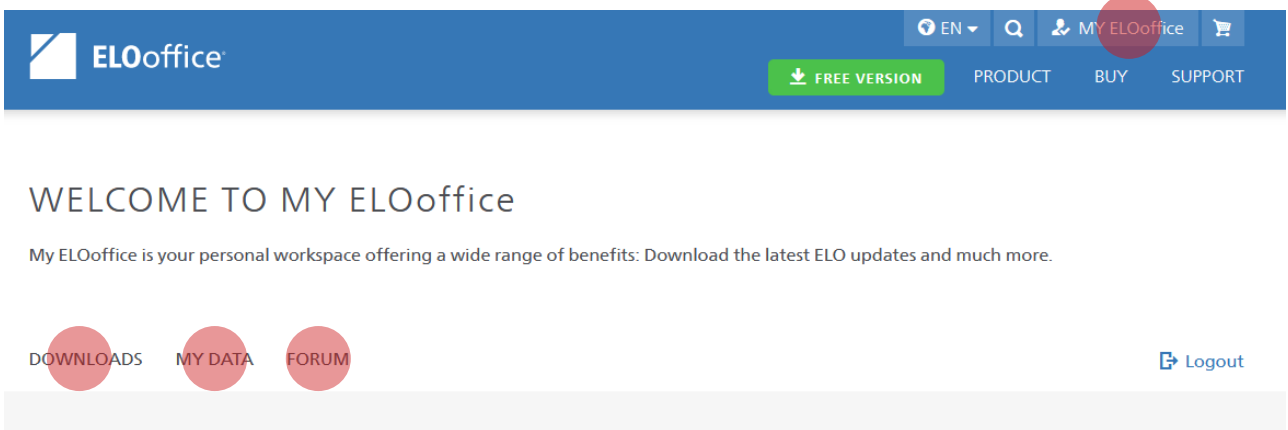 EN
MY ELOoffice
ELOoffice
FREE VERSION
PRODUCT
BUY
SUPPORT
WELCOME TO MY ELOoffice
My ELOoffice is your personal workspace offering a wide range of benefits: Download the latest ELO updates and much more.
DOWNLOADS
MY DATA
FORUM
Logout